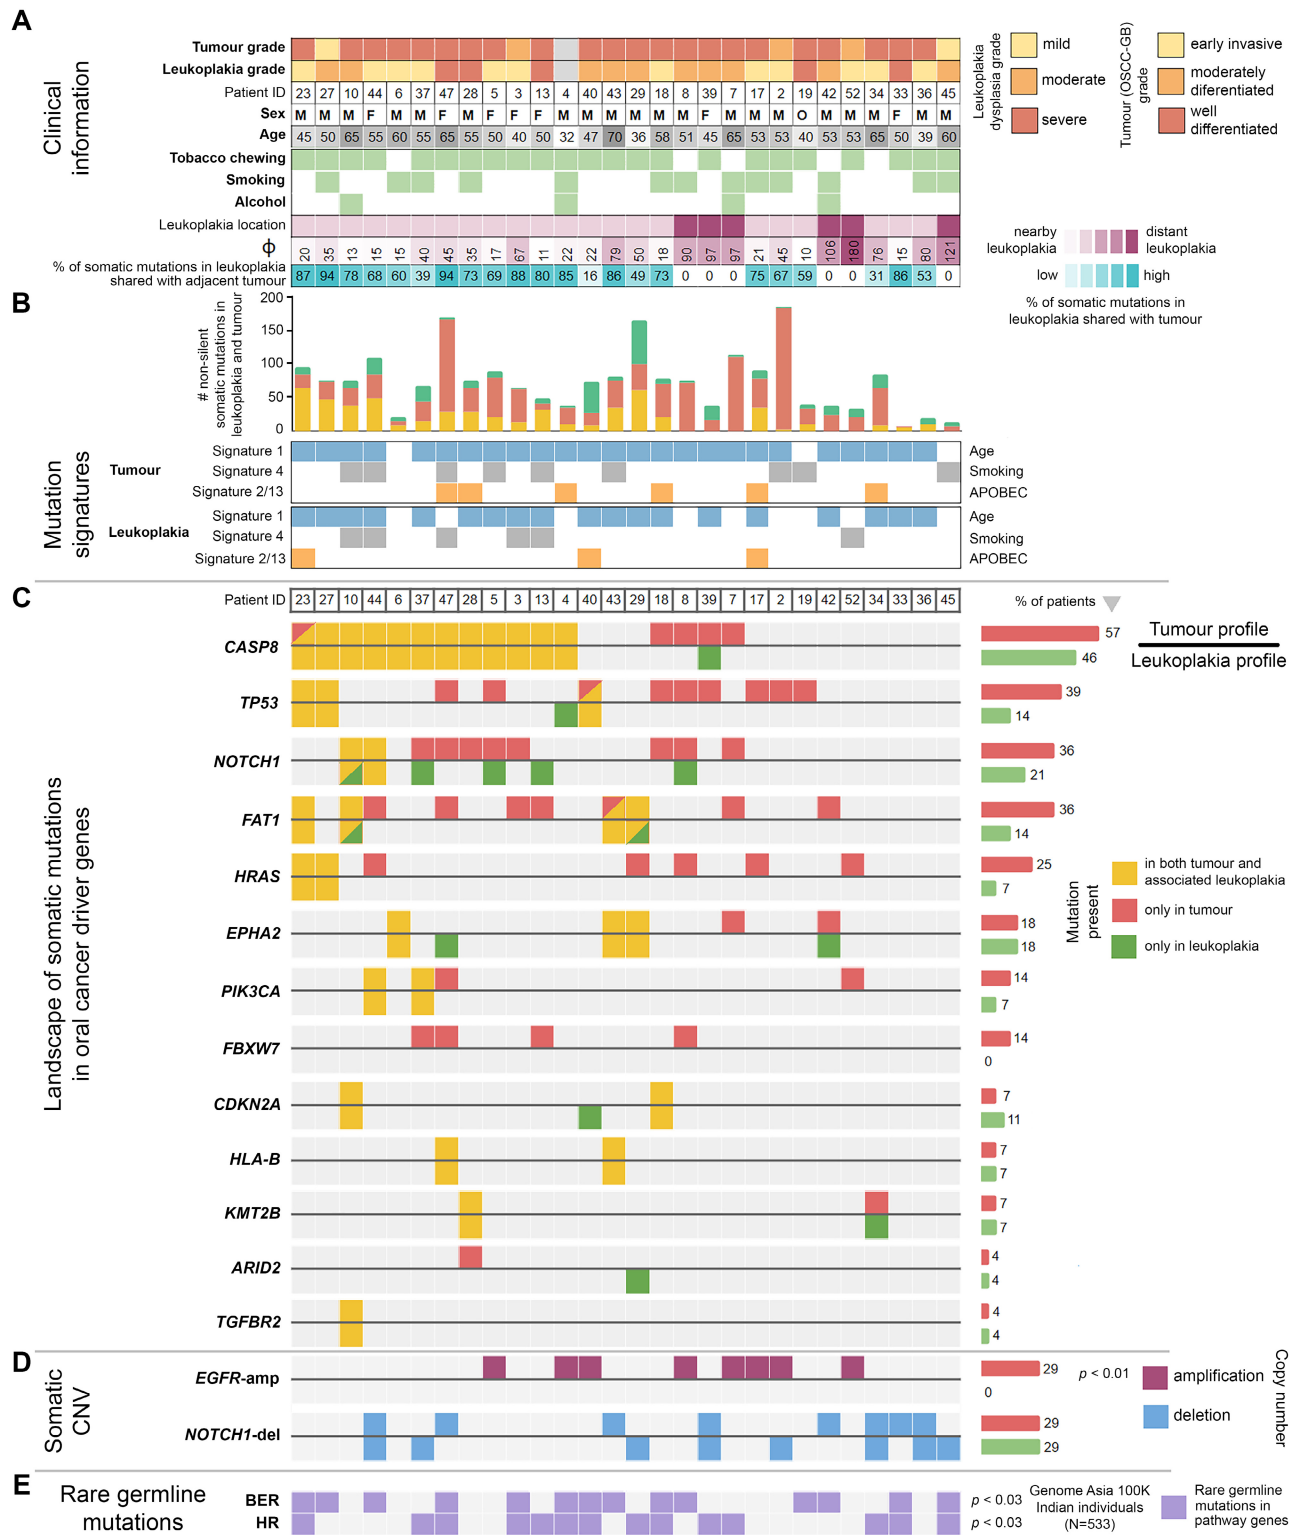 A
Clinical
information
Tumour grade
Leukoplakia grade
Patient ID 23 27 10 44 6 37 47 28 5 3 13 4 40 43 29 18 8 39 7 17 2 19 42 52 34 33 36 45
Sex M M M F M M F M F F F M M M M M M F M M M O M M M F M M
Age 45 50 65 55 60 55 65 55 50 40 50 32 47 70 36 58 51 45 65 53 53 40 53 53 65 50 39 60
Tobacco chewing
Smoking
Alcohol
Leukoplakia location
Φ 20 35 13 15 15 40 45 17 11 67 11 22 22 79 50 18 90 97 97 21 45 10 106 180 76 15 80 121
% of somatic mutations in leukoplakia
shared with adjacent tumour
87 94 78 68 60 39 94 73 69 88 80 85 16 86 49 73 0 0 0 75 67 59 0 0 31 86 53 0
Leukoplakia
dysplasia grade
mild
moderate
severe
Tumour (OSCC-GB)
grade
early invasive
moderately
diferentiated
well
differentiated
nearby
leukoplakia
distant
leukoplakia
low
high
% of somatic mutations in
leukoplakia shared with tumour
B
# non-silent
somatic mutations in
leukoplakia and tumour
200
150
100
50
0
Mutation
signatures
Tumour
Signature 1
Age
Signature 4
Smoking
Signature 2/13
APOBEC
Leukoplakia
Signature 1
Age
Signature 4
Smoking
Signature 2/13
APOBEC
C
Landscape of somatic mutations
in oral cancer driver genes
Patient ID 23 27 10 44 6 37 47 28 5 3 13 4 40 43 29 18 8 39 7 17 2 19 42 52 34 33 36 45
% of patients
Tumour profile
Leukoplakia profile
CASP8
57
46
TP53
39
14
NOTCH1
36
21
FAT1
36
14
HRAS
25
7
EPHA2
18
18
PIK3CA
14
7
FBXW7
14
0
CDKN2A
7
11
HLA-B
7
7
KMT2B
7
7
ARID2
4
4
TGFBR2
4
4
Mutation
present
in both tumour and
associated leukoplakia
only in tumour
only in leukoplakia
D
Somatic
CNV
EGFR-amp
29
0
p < 0.01
NOTCH1-del
29
29
amplification
deletion
Copy number
E
Rare germline
mutations
BER
p < 0.03
HR
p < 0.03
Genome Asia 100K
Indian individuals
(N=533)
Rare germline
mutations in
pathway genes